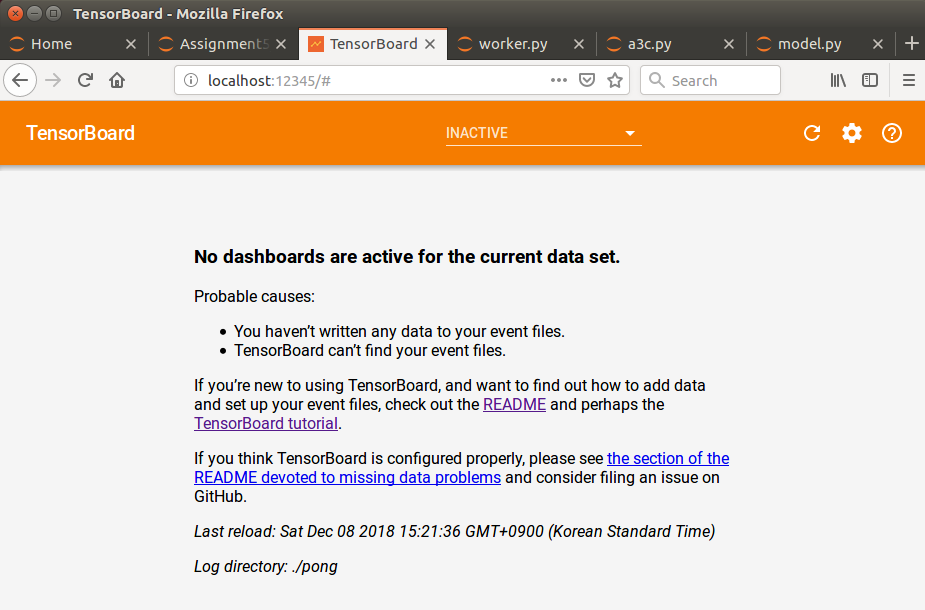 TensorBoard - Mozilla Firefox
Home Assignment5 TensorBoard worker.py a3c.py model.py
localhost:12345/# Search
TensorBoard INACTIVE
No dashboards are active for the current data set.
Probable causes:
• You haven’t written any data to your event files.
• TensorBoard can’t find your event files.
If you’re new to using TensorBoard, and want to find out how to add data
and set up your event files, check out the README and perhaps the
TensorBoard tutorial.
If you think TensorBoard is configured properly, please see the section of the
README devoted to missing data problems and consider filing an issue on
GitHub.
Last reload: Sat Dec 08 2018 15:21:36 GMT+0900 (Korean Standard Time)
Log directory: ./pong